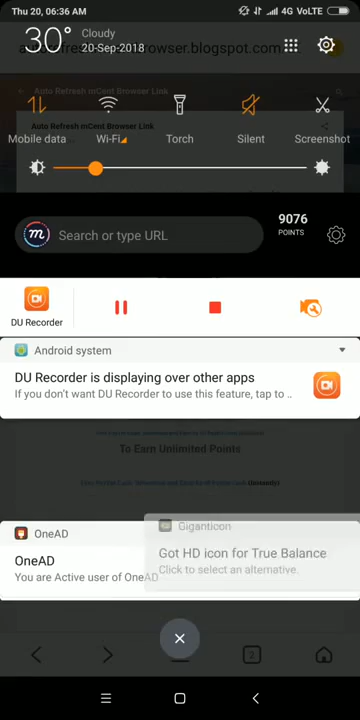 Thu 20, 06:36 AM
4G VoLTE
30°
Cloudy
20-Sep-2018
Auto Refresh mCent Browser Link
Auto Refresh mCent Browser Link
Mobile data
Wi-Fi
Torch
Silent
Screenshot
m
Search or type URL
9076
POINTS
DU Recorder
Android system
DU Recorder is displaying over other apps
If you don't want DU Recorder to use this feature, tap to ..
To Earn Unlimited Points
OneAD
OneAD
You are Active user of OneAD
Giganticon
Got HD icon for True Balance
Click to select an alternative.
2